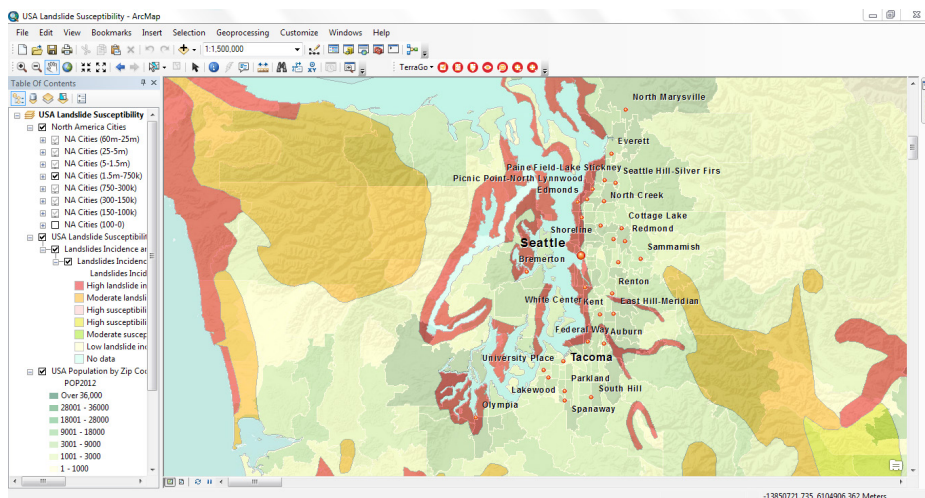 USA Landslide Susceptibility - ArcMap
File Edit View Bookmarks Insert Selection Geoprocessing Customize Windows Help
1:1,500,000
TerraGo
Table Of Contents
USA Landslide Susceptibility
North America Cities
NA Cities (60m-25m)
NA Cities (25-5m)
NA Cities (5-1.5m)
NA Cities (1.5m-750k)
NA Cities (750-300k)
NA Cities (300-150k)
NA Cities (150-100k)
NA Cities (100-0)
USA Landslide Susceptibilit
Landslides Incidence ar
Landslides Incidenc
Landslides Incid
High landslide in
Moderate landsli
High susceptibili
High susceptibili
Moderate suscep
Low landslide inc
No data
USA Population by Zip Coc
POP2012
Over 36,000
28001 - 36000
18001 - 28000
9001 - 18000
3001 - 9000
1001 - 3000
1 - 1000
North Marysville
Everett
Paine Field-Lake Stickney
Seattle Hill-Silver Firs
Picnic Point-North Lynnwood
Edmonds
North Creek
Cottage Lake
Shoreline
Redmond
Seattle
Sammamish
Bremerton
Renton
White Center
Kent
East Hill-Meridian
Federal Way
Auburn
University Place
Tacoma
Parkland
Lakewood
South Hill
Olympia
Spanaway
-13850721.735 6104906.362 Meters